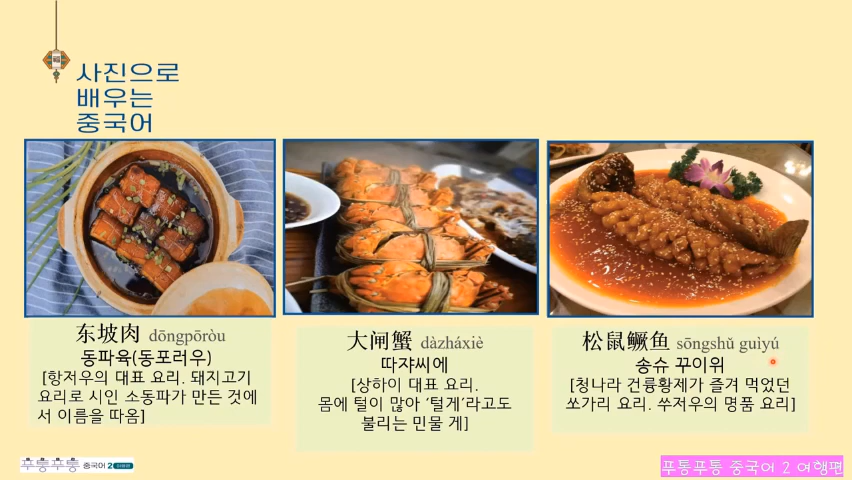 사진으로
배우는
중국어
东坡肉 dōngpōròu
동파육(동포러우)
[항저우의 대표 요리. 돼지고기
요리로 시인 소동파가 만든 것에
서 이름을 따옴]
大闸蟹 dàzháxiè
따쟈씨에
[상하이 대표 요리.
몸에 털이 많아 ‘털게’라고도
불리는 민물 게]
松鼠鳜鱼 sōngshǔ guìyú
송슈 꾸이위
[청나라 건륭황제가 즐겨 먹었던
쏘가리 요리. 쑤저우의 명품 요리]
푸통푸통 중국어 2 여행편
푸통푸통 중국어 2 여행편